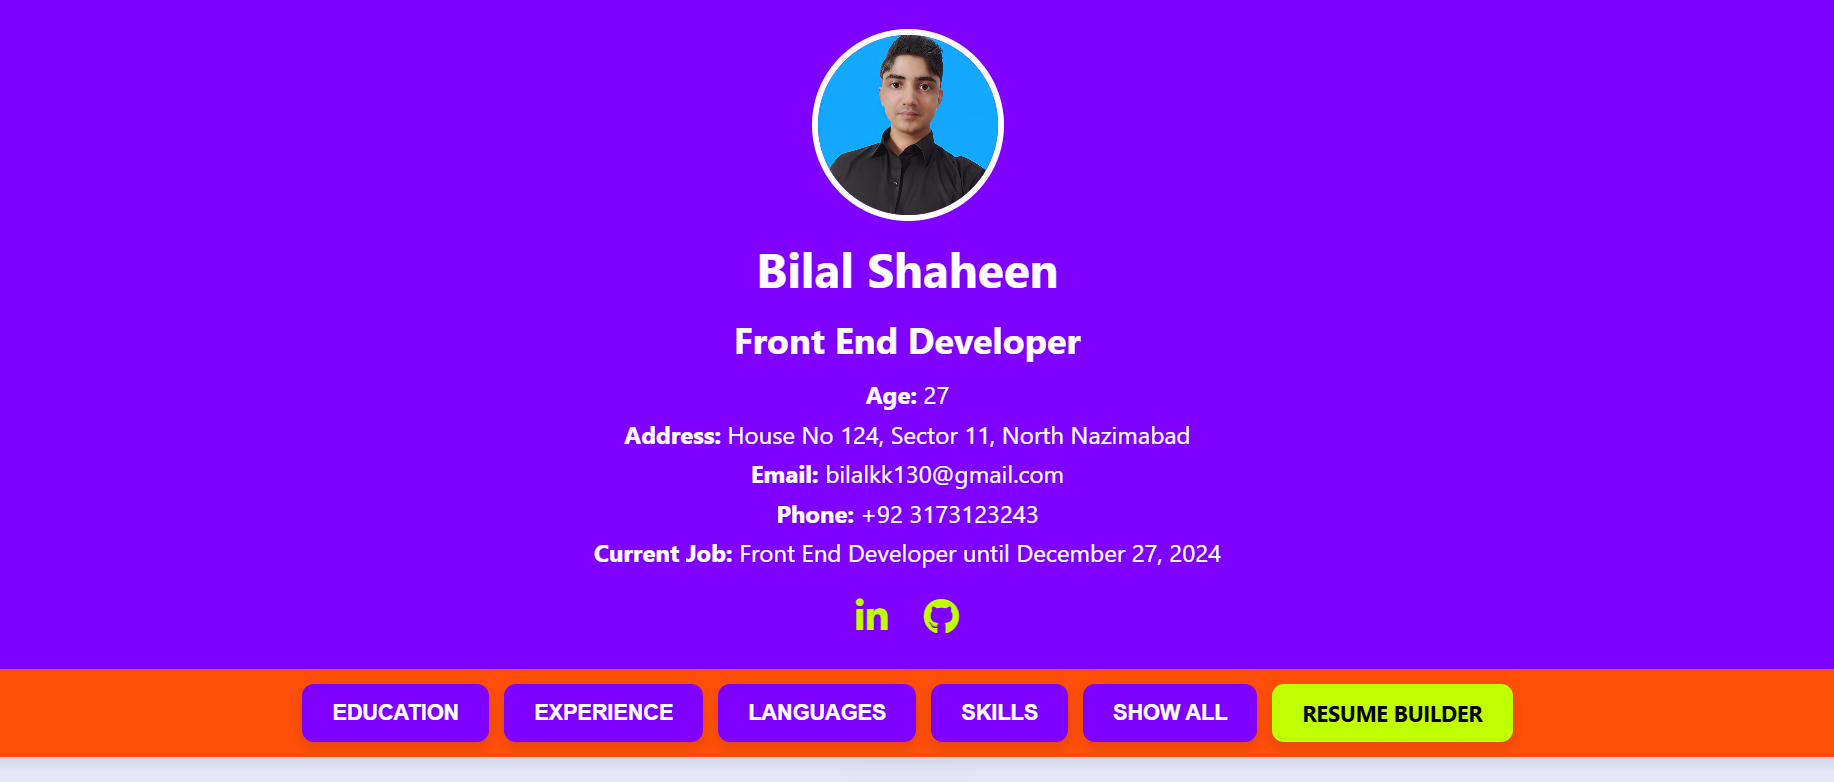 Bilal Shaheen
Front End Developer
Age: 27
Address: House No 124, Sector 11, North Nazimabad
Email: bilalkk130@gmail.com
Phone: +92 3173123243
Current Job: Front End Developer until December 27, 2024
in
EDUCATION EXPERIENCE LANGUAGES SKILLS SHOW ALL RESUME BUILDER